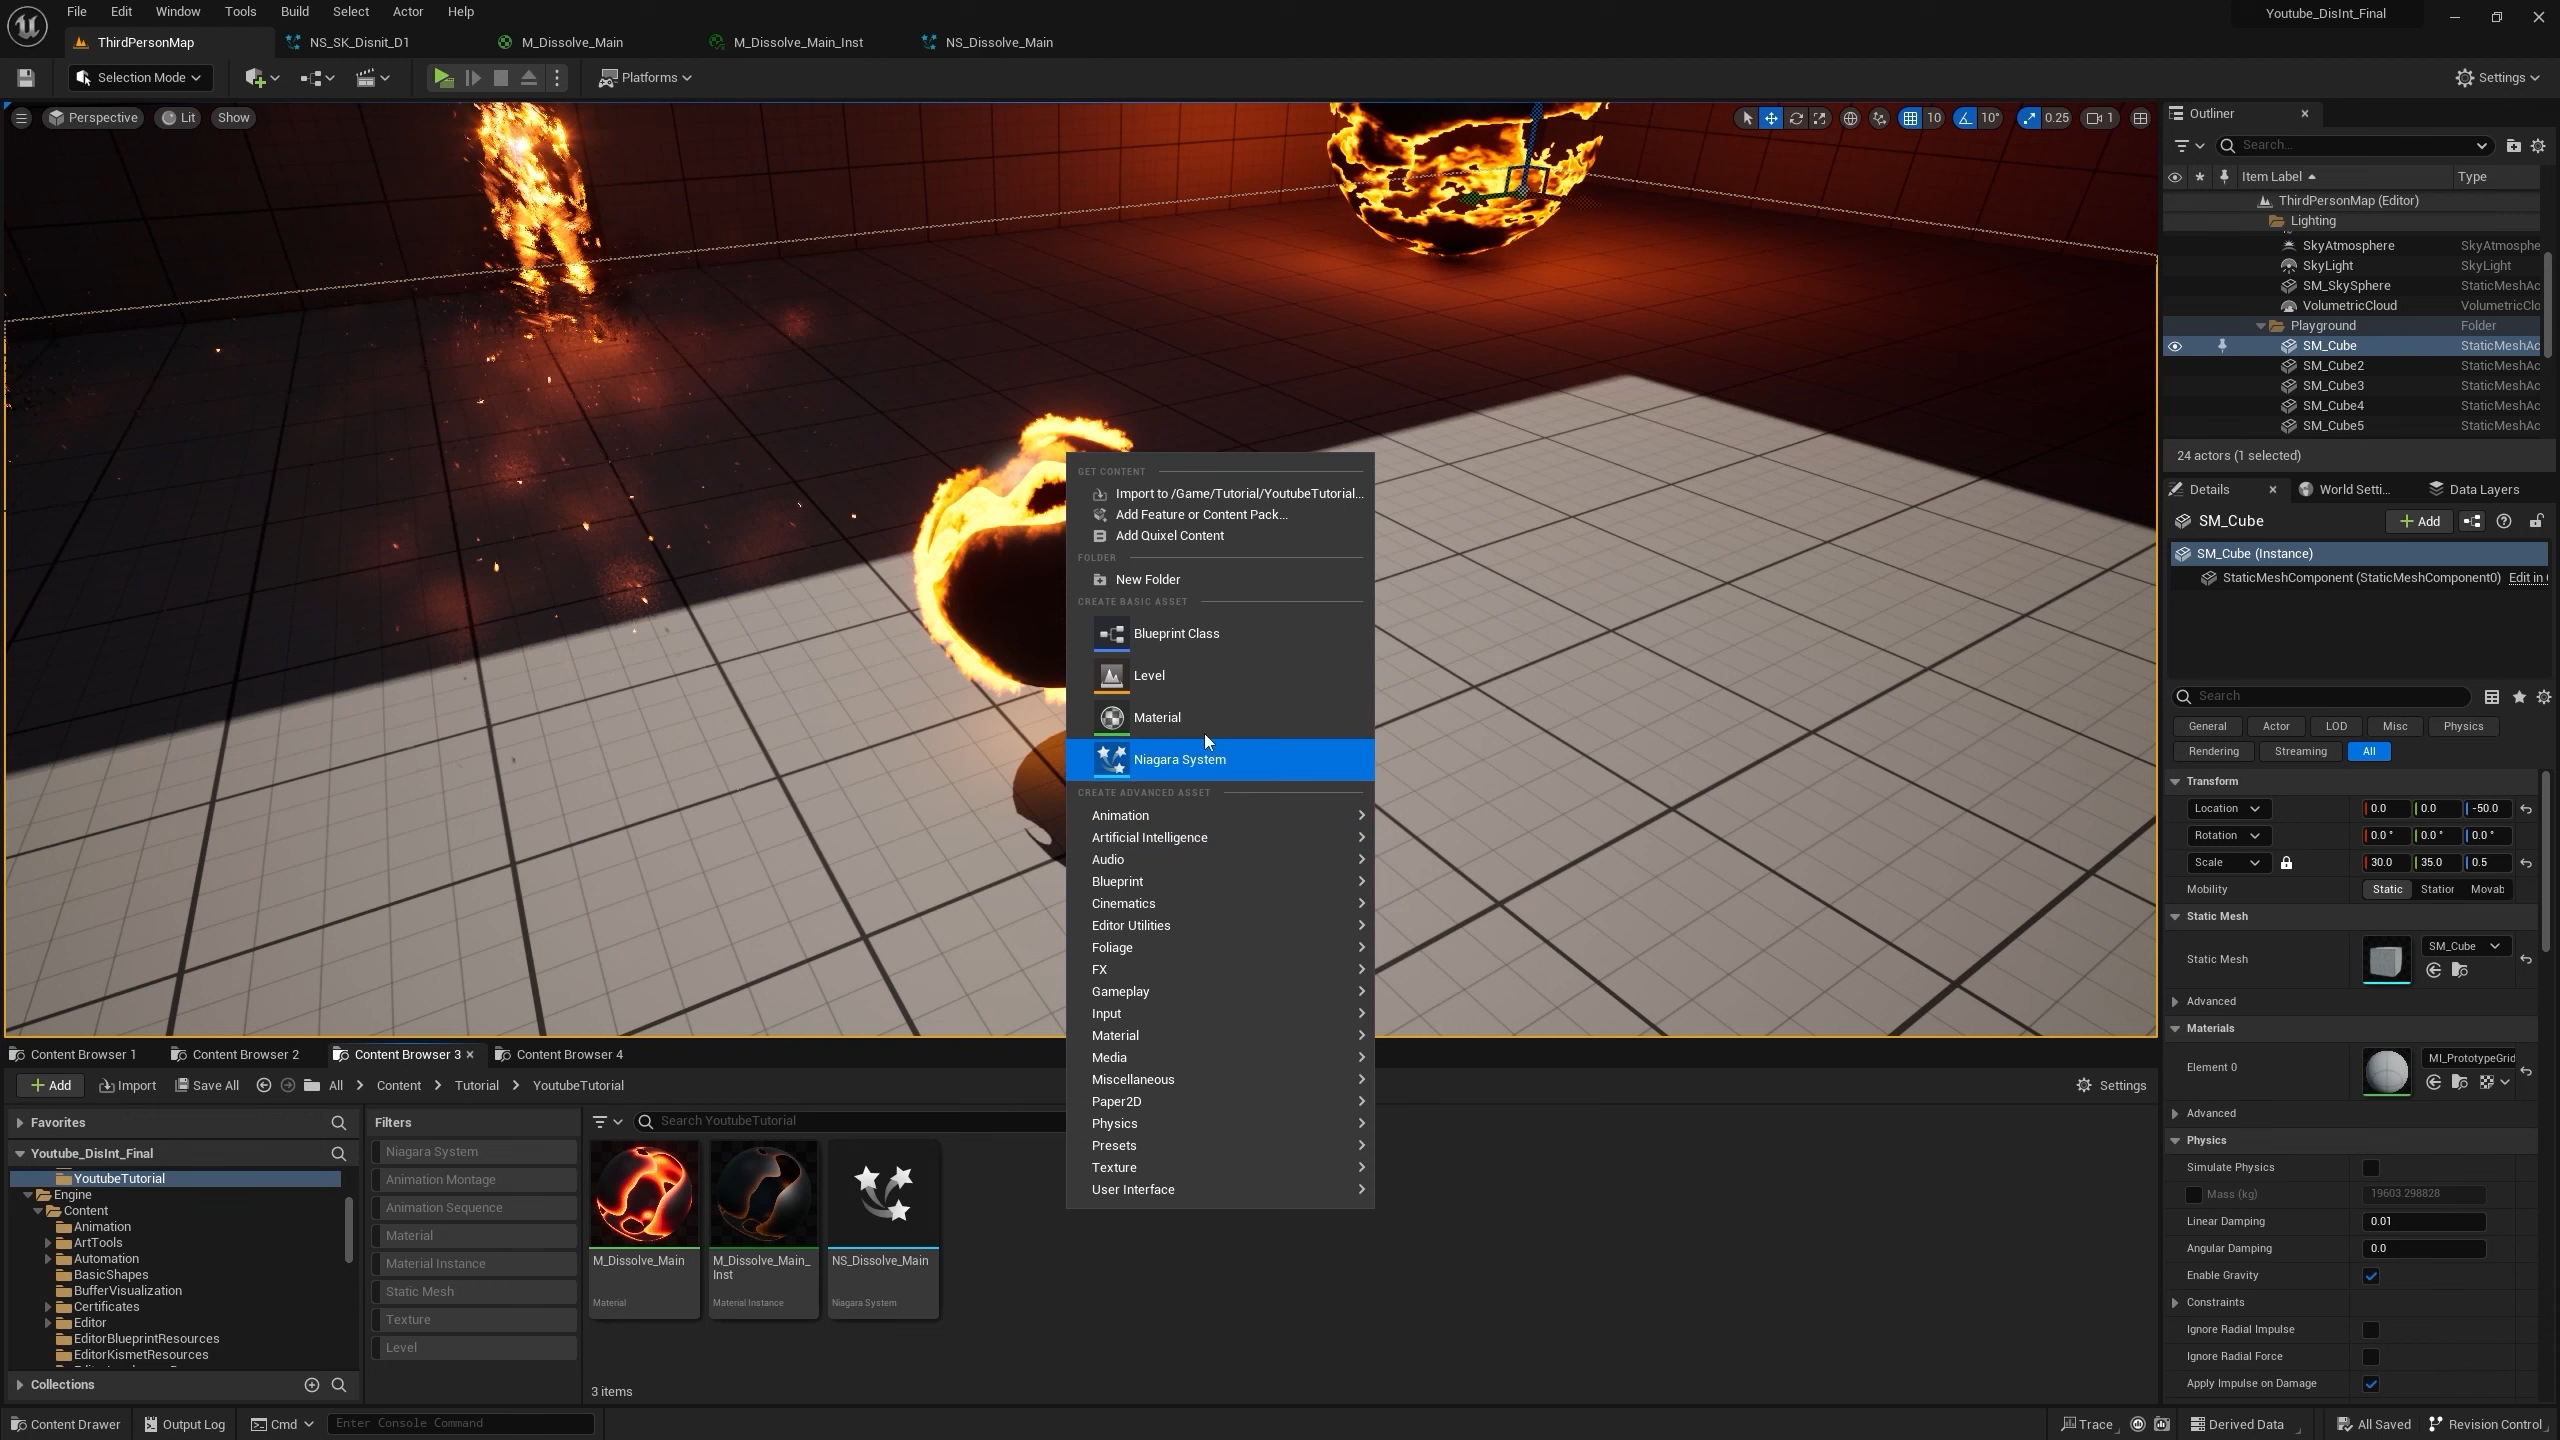 File Edit Window Tools Build Select Actor Help
Youtube_DisInt_Final
ThirdPersonMap
NS_SK_Disnit_D1
M_Dissolve_Main
M_Dissolve_Main_Inst
NS_Dissolve_Main
Selection Mode
Platforms
Settings
Perspective Lit Show
10 10° 0.25 1
GET CONTENT
Import to /Game/Tutorial/YoutubeTutorial...
Add Feature or Content Pack...
Add Quixel Content
FOLDER
New Folder
CREATE BASIC ASSET
Blueprint Class
Level
Material
Niagara System
CREATE ADVANCED ASSET
Animation
Artificial Intelligence
Audio
Blueprint
Cinematics
Editor Utilities
Foliage
FX
Gameplay
Input
Material
Media
Miscellaneous
Paper2D
Physics
Presets
Texture
User Interface
Outliner
Search...
Item Label Type
ThirdPersonMap (Editor)
Lighting
SkyAtmosphere SkyAtmosphe
SkyLight SkyLight
SM_SkySphere StaticMeshAc
VolumetricCloud VolumetricClo
Playground Folder
SM_Cube StaticMeshAc
SM_Cube2 StaticMeshAc
SM_Cube3 StaticMeshAc
SM_Cube4 StaticMeshAc
SM_Cube5 StaticMeshAc
24 actors (1 selected)
Details World Setti... Data Layers
SM_Cube
Add
SM_Cube (Instance)
StaticMeshComponent (StaticMeshComponent0) Edit in
Search
General Actor LOD Misc Physics
Rendering Streaming All
Transform
Location 0.0 0.0 -50.0
Rotation 0.0° 0.0° 0.0°
Scale 30.0 35.0 0.5
Mobility Static Station Movab
Static Mesh
Static Mesh SM_Cube
Advanced
Materials
Element 0 MI_PrototypeGrid
Advanced
Physics
Simulate Physics
Mass (kg) 19603.298828
Linear Damping 0.01
Angular Damping 0.0
Enable Gravity
Constraints
Ignore Radial Impulse
Ignore Radial Force
Apply Impulse on Damage
Content Browser 1
Content Browser 2
Content Browser 3
Content Browser 4
Add Import Save All All Content Tutorial YoutubeTutorial
Settings
Favorites
Youtube_DisInt_Final
YoutubeTutorial
Engine
Content
Animation
ArtTools
Automation
BasicShapes
BufferVisualization
Certificates
Editor
EditorBlueprintResources
EditorKismetResources
Collections
Filters
Niagara System
Animation Montage
Animation Sequence
Material
Material Instance
Static Mesh
Texture
Level
Search YoutubeTutorial
M_Dissolve_Main
Material
M_Dissolve_Main_
Inst
Material Instance
NS_Dissolve_Main
Niagara System
3 items
Content Drawer Output Log Cmd Enter Console Command
Trace Derived Data All Saved Revision Control